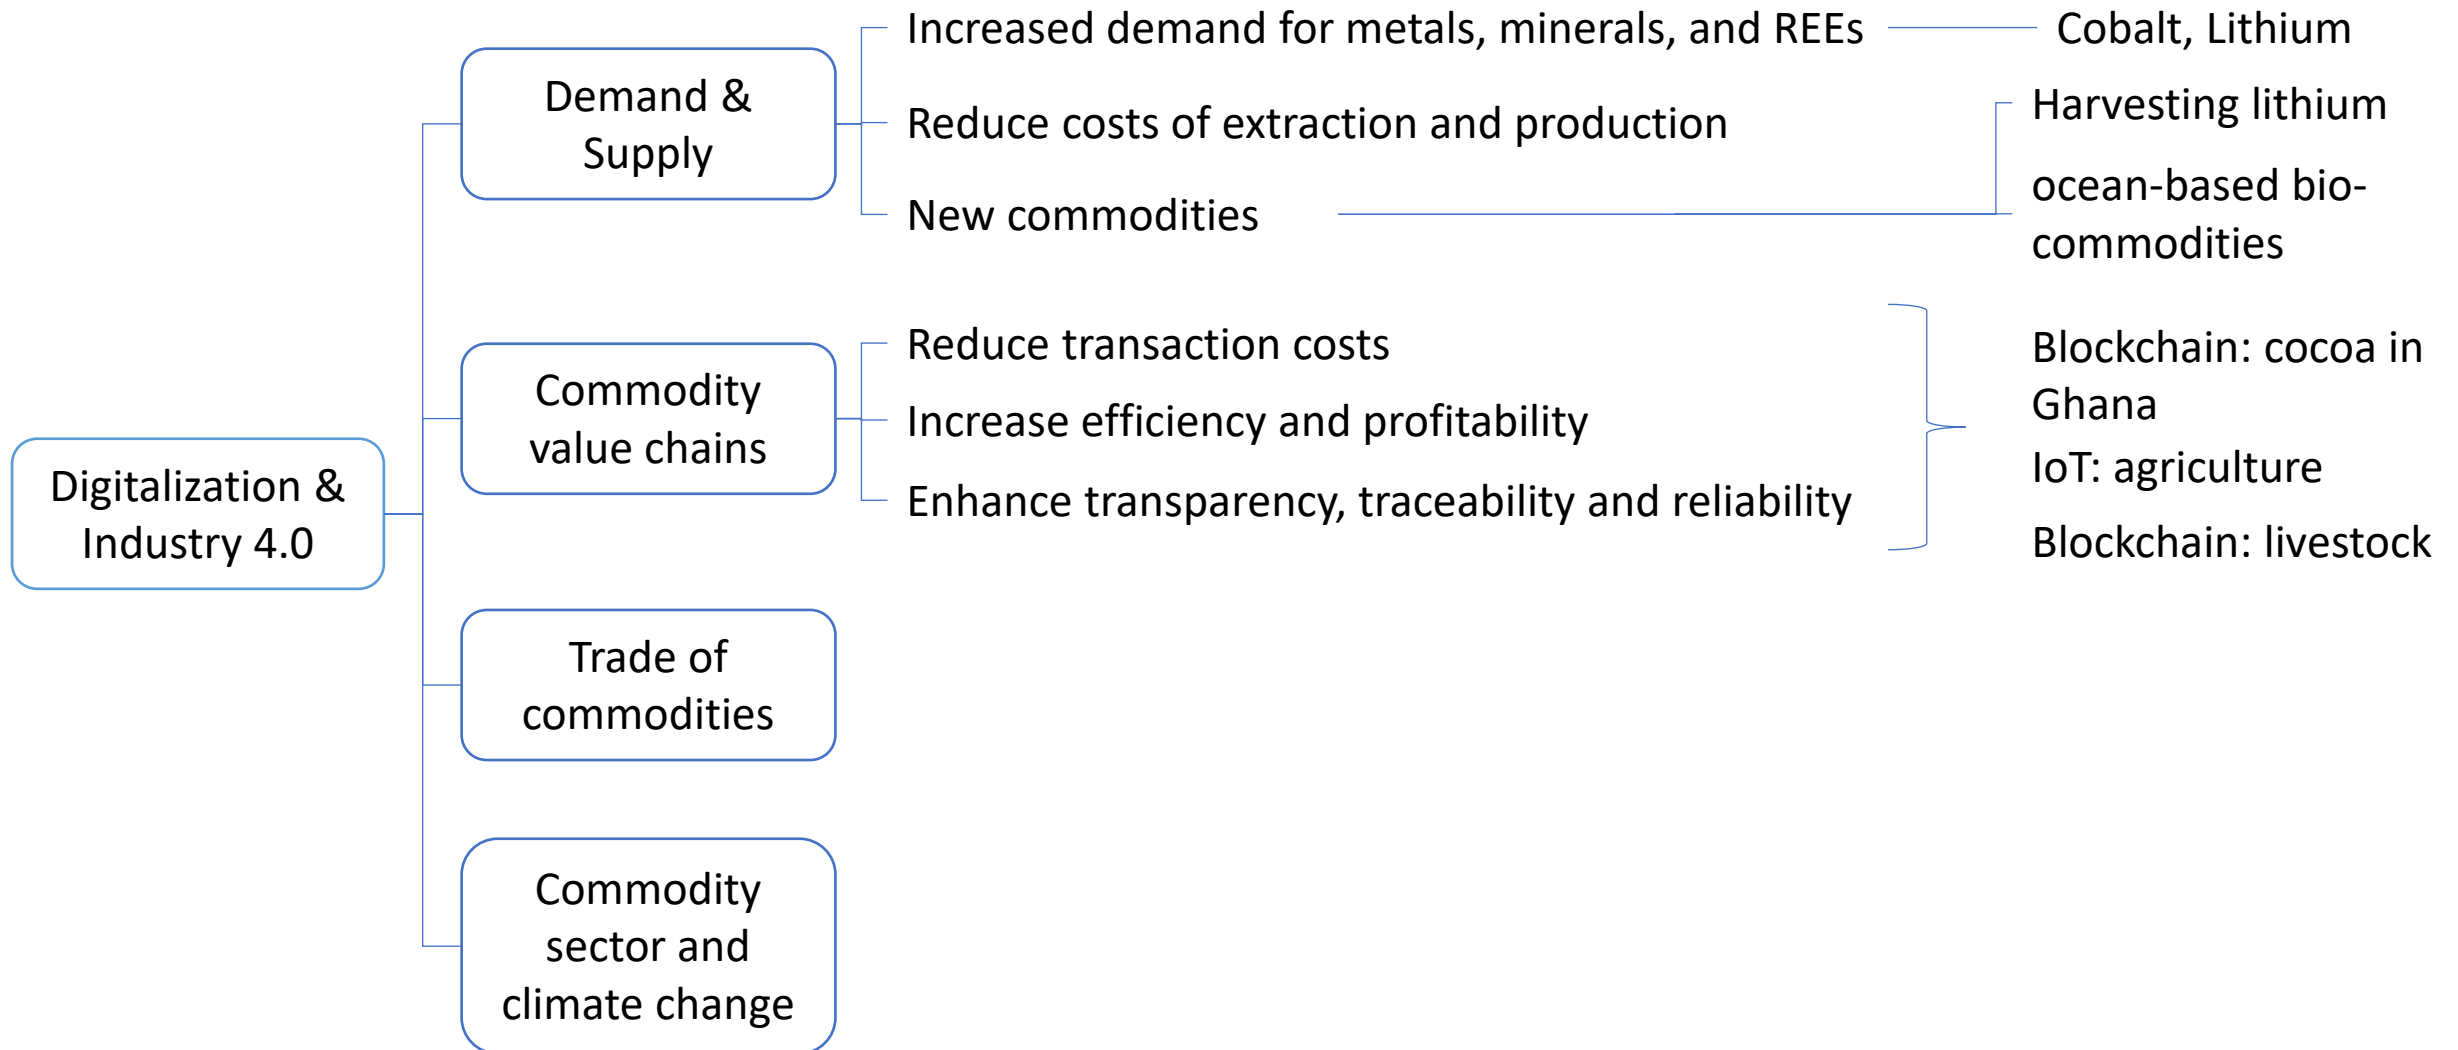 Digitalization &
Industry 4.0
Demand &
Supply
Increased demand for metals, minerals, and REEs
Cobalt, Lithium
Reduce costs of extraction and production
New commodities
Harvesting lithium
ocean-based bio-
commodities
Commodity
value chains
Reduce transaction costs
Increase efficiency and profitability
Enhance transparency, traceability and reliability
Blockchain: cocoa in
Ghana
IoT: agriculture
Blockchain: livestock
Trade of
commodities
Commodity
sector and
climate change